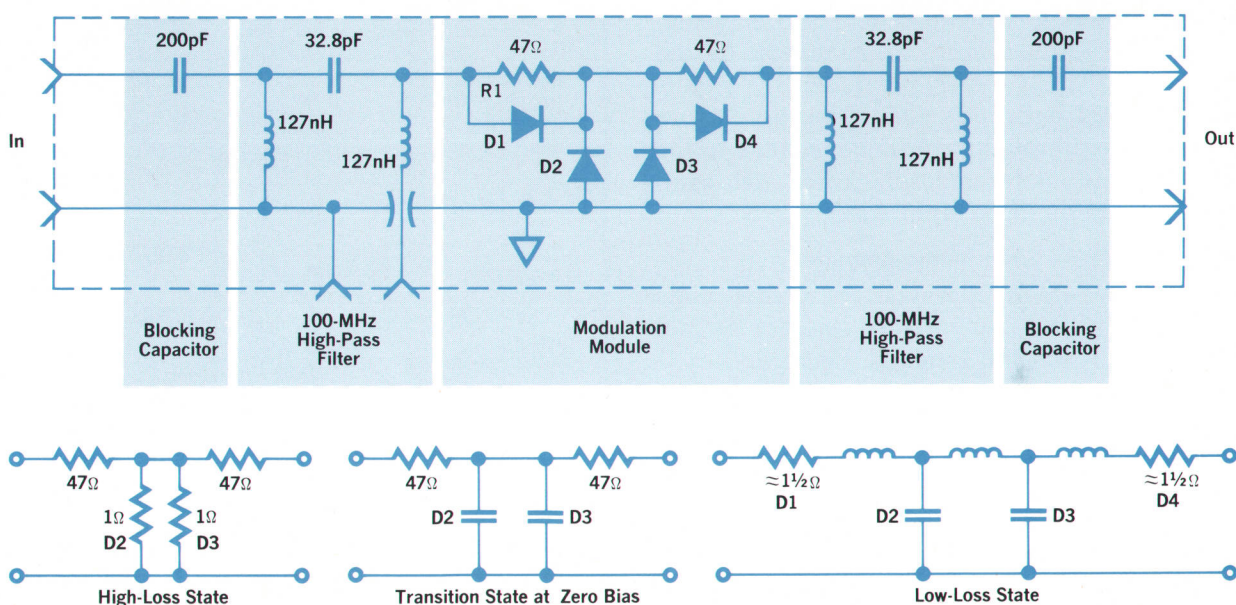 200pF
32.8pF
47Ω
47Ω
32.8pF
200pF
R1
127nH
127nH
D1
D2
D3
D4
127nH
127nH
In
Out
Blocking
Capacitor
100-MHz
High-Pass
Filter
Modulation
Module
100-MHz
High-Pass
Filter
Blocking
Capacitor
47Ω
47Ω
1Ω
D2
1Ω
D3
High-Loss State
47Ω
47Ω
D2
D3
Transition State at Zero Bias
≈1½Ω
D1
D2
D3
≈1½Ω
D4
Low-Loss State